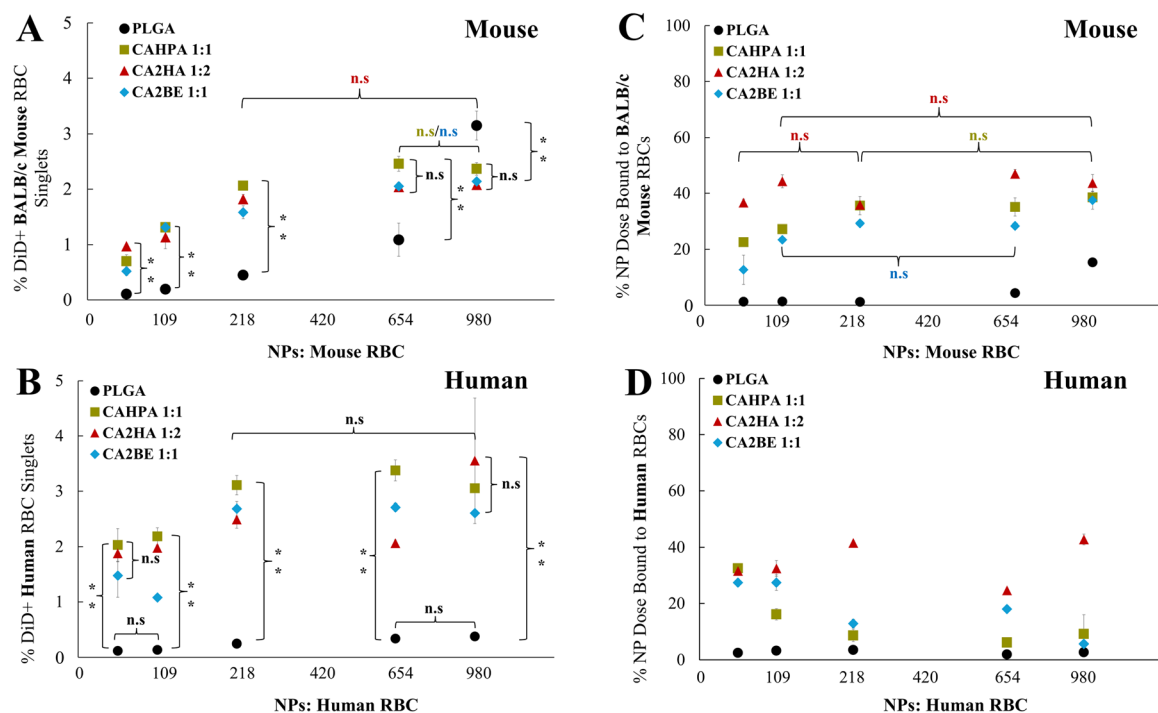 A
Mouse
% DiD+ BALB/c Mouse RBC
Singlets
PLGA
CAHPA 1:1
CA2HA 1:2
CA2BE 1:1
5
4
3
2
1
0
n.s
n.s/n.s
n.s
n.s
* *
* *
* *
* *
* *
0
109
218
420
654
980
NPs: Mouse RBC
C
Mouse
% NP Dose Bound to BALB/c
Mouse RBCs
PLGA
CAHPA 1:1
CA2HA 1:2
CA2BE 1:1
100
80
60
40
20
0
n.s
n.s
n.s
n.s
0
109
218
420
654
980
NPs: Mouse RBC
B
Human
% DiD+ Human RBC Singlets
PLGA
CAHPA 1:1
CA2HA 1:2
CA2BE 1:1
5
4
3
2
1
0
n.s
n.s
n.s
n.s
n.s
* *
* *
* *
* *
* *
0
109
218
420
654
980
NPs: Human RBC
D
Human
% NP Dose Bound to Human RBCs
PLGA
CAHPA 1:1
CA2HA 1:2
CA2BE 1:1
100
80
60
40
20
0
0
109
218
420
654
980
NPs: Human RBC